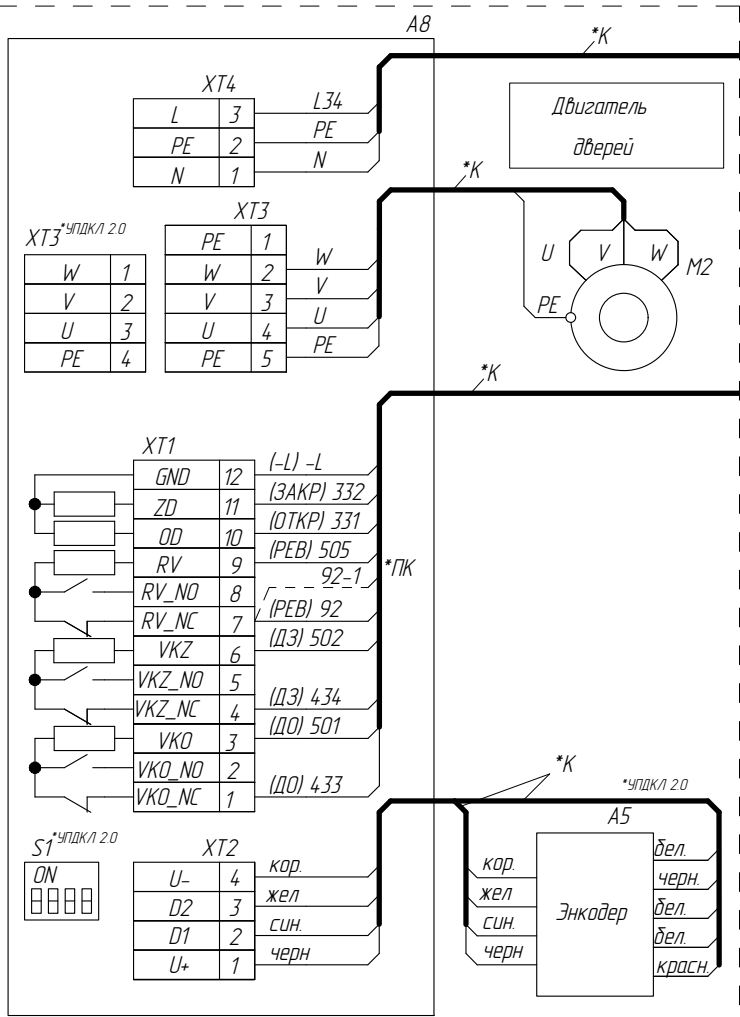 A8
*К
XT4
L 3 L34
PE 2 PE
N 1 N
Двигатель
дверей
*К
XT3 *УПДКЛ 2.0
W 1
V 2
U 3
PE 4
XT3
PE 1
W 2 W
V 3 V
U 4 U
PE 5 PE
U V W
M2
PE
*К
XT1
GND 12 (-L) -L
ZD 11 (ЗАКР) 332
OD 10 (ОТКР) 331
RV 9 (РЕВ) 505
*ПК
RV_NO 8 92-1
RV_NC 7 (РЕВ) 92
VKZ 6 (ДЗ) 502
VKZ_NO 5
VKZ_NC 4 (ДЗ) 434
VKO 3 (ДО) 501
VKO_NO 2
VKO_NC 1 (ДО) 433
*К
*УПДКЛ 2.0
S1 *УПДКЛ 2.0
ON
XT2
U- 4 кор.
D2 3 жел
D1 2 син.
U+ 1 черн
A5
Энкодер
кор.
жел
син.
черн
бел.
черн.
бел.
бел.
красн.